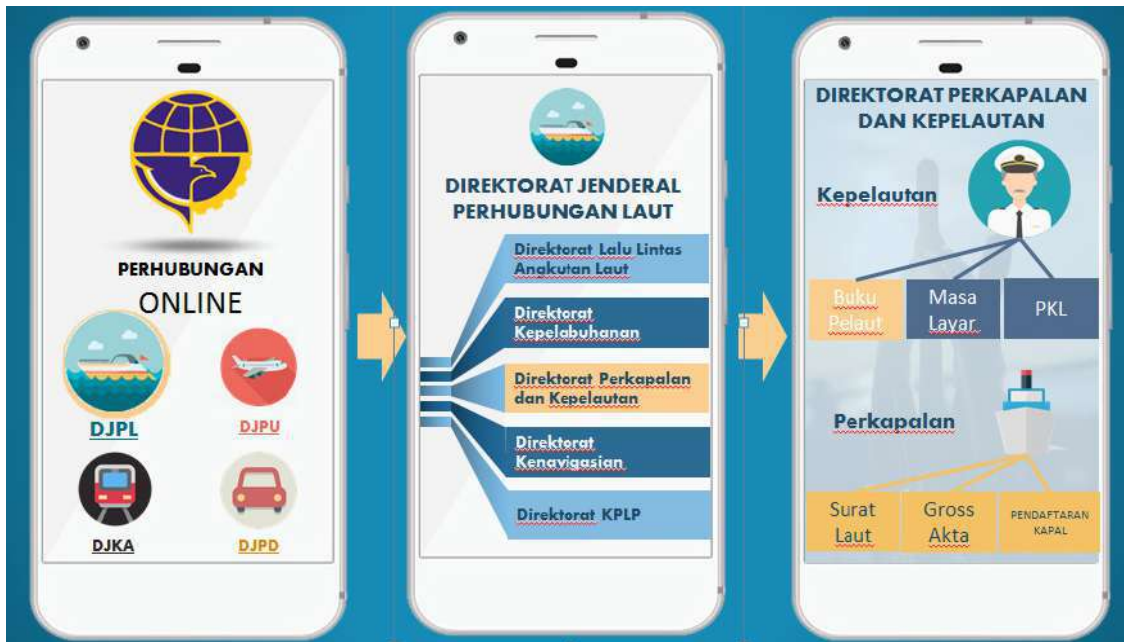 PERHUBUNGAN
ONLINE
DJPL
DJPU
DJKA
DJPD
DIREKTORAT JENDERAL
PERHUBUNGAN LAUT
Direktorat Lalu Lintas
Angkutan Laut
Direktorat
Kepelabuhanan
Direktorat Perkapalan
dan Kepelautan
Direktorat
Kenavigasian
Direktorat KPLP
DIREKTORAT PERKAPALAN
DAN KEPELAUTAN
Kepelautan
Buku
Pelaut
Masa
Layar
PKL
Perkapalan
Surat
Laut
Gross
Akta
PENDAFTARAN
KAPAL